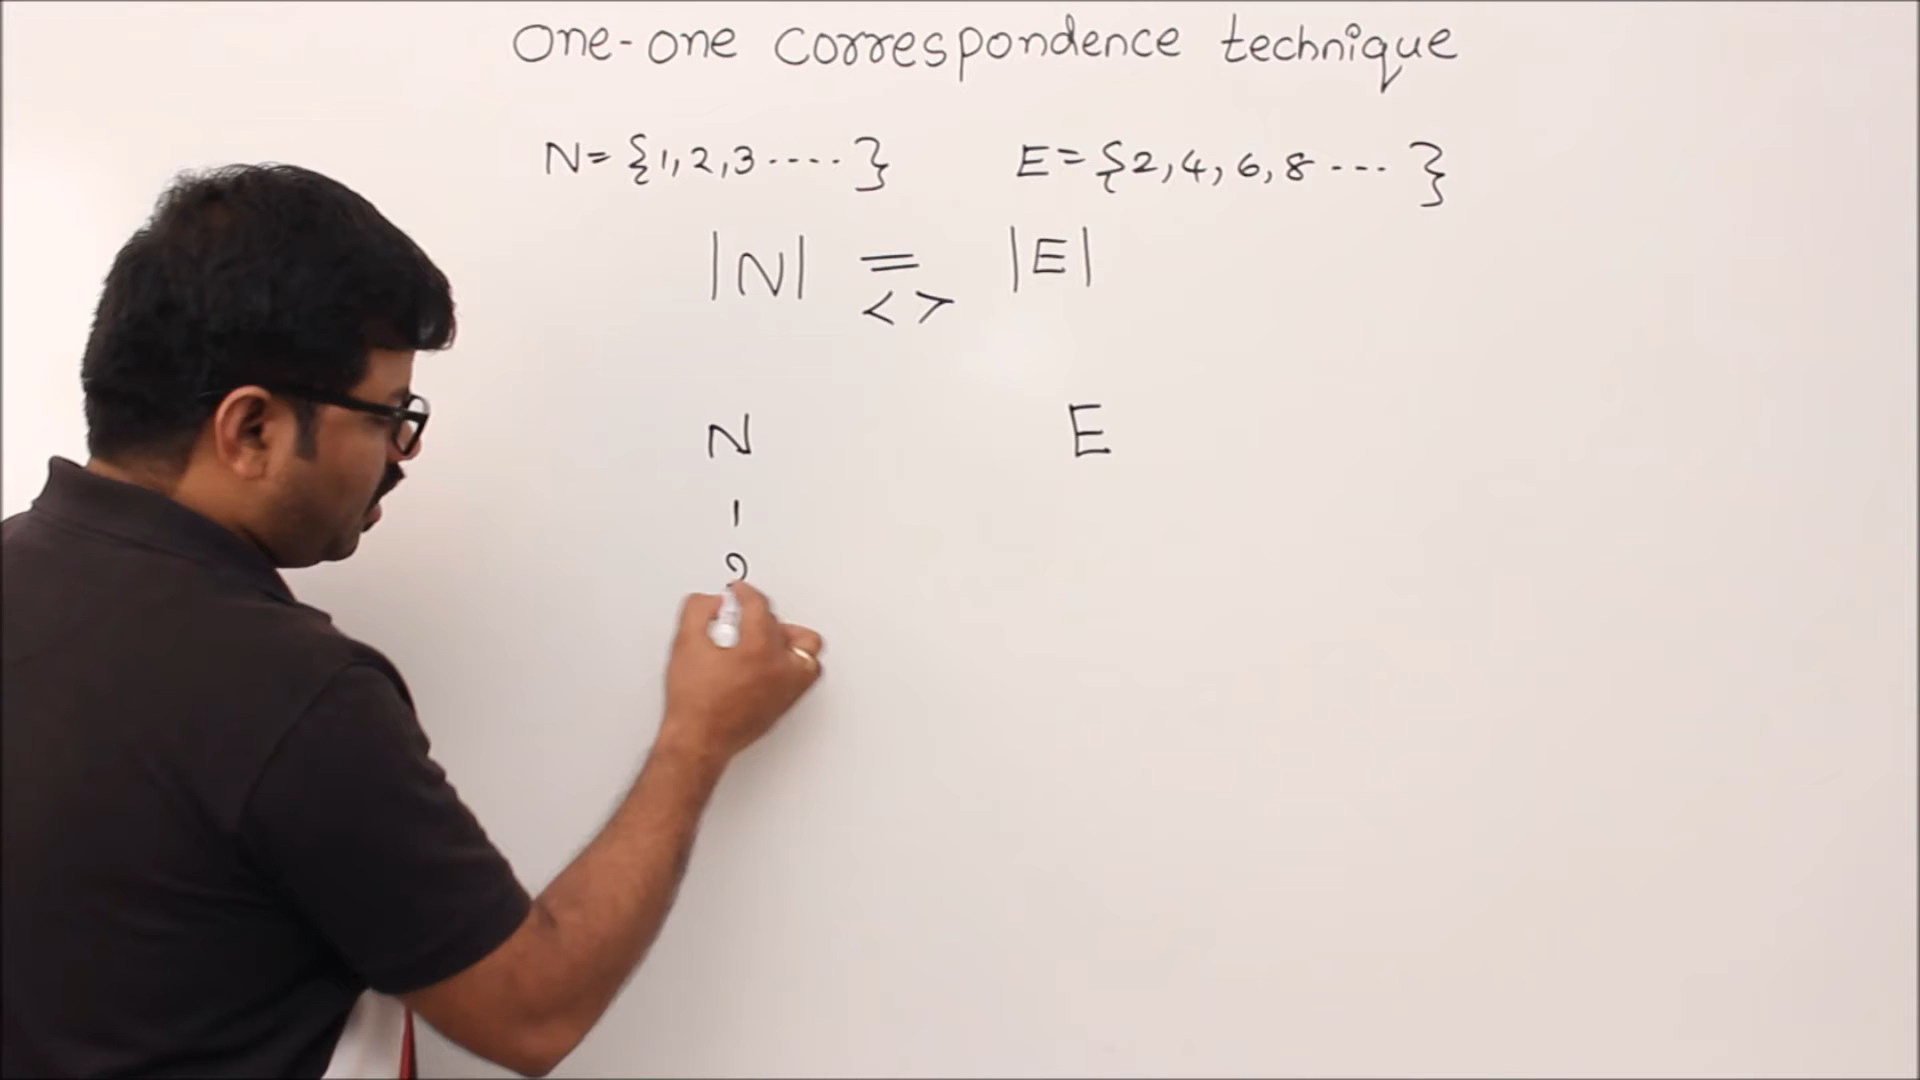 One-one correspondence technique
N= {1,2,3.....} E={2,4,6,8...}
|N| = |E|
< >
N E
1
2